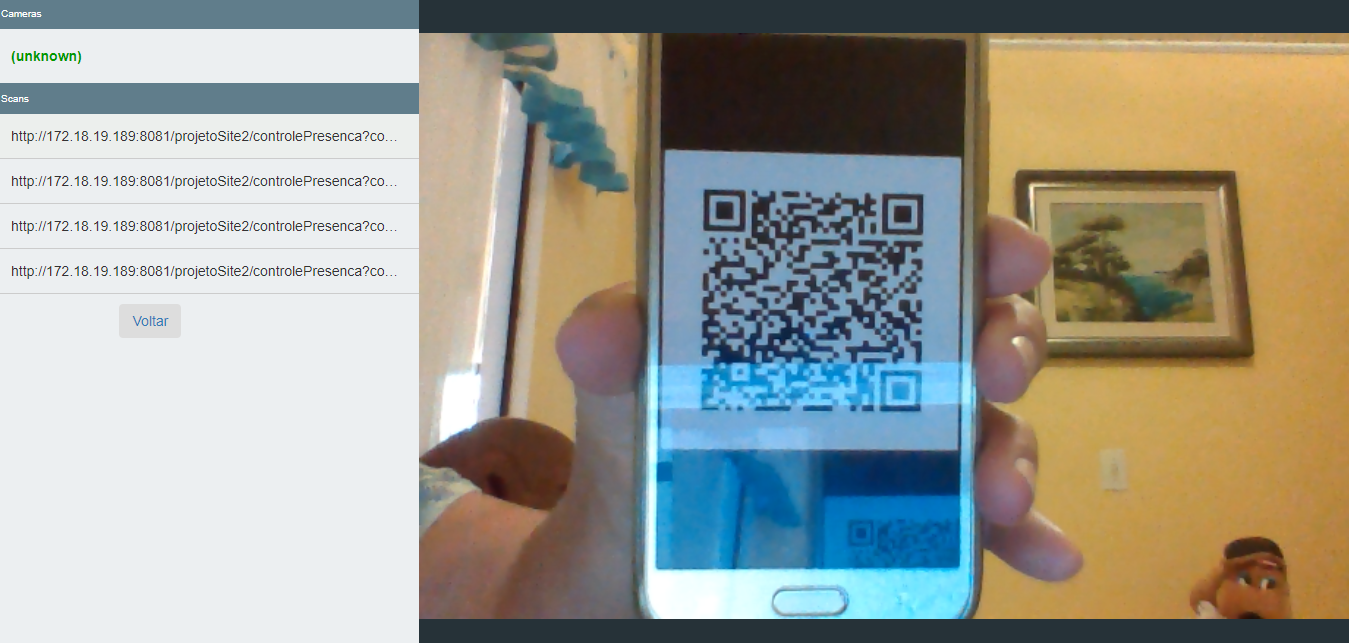 Cameras
(unknown)
Scans
http://172.18.19.189:8081/projetoSite2/controlePresenca?co…
http://172.18.19.189:8081/projetoSite2/controlePresenca?co…
http://172.18.19.189:8081/projetoSite2/controlePresenca?co…
http://172.18.19.189:8081/projetoSite2/controlePresenca?co…
Voltar